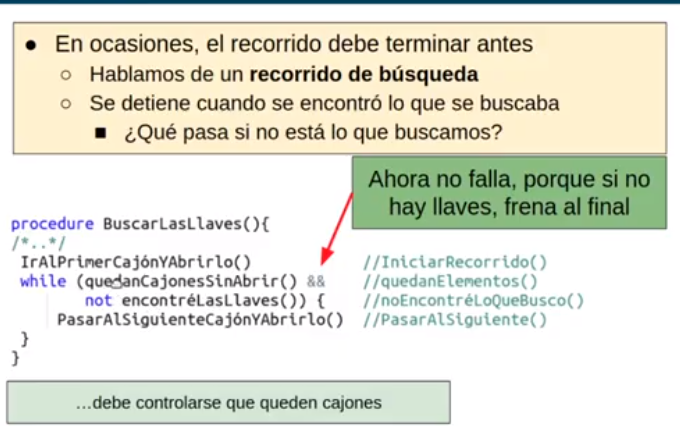 ● En ocasiones, el recorrido debe terminar antes
○ Hablamos de un recorrido de búsqueda
○ Se detiene cuando se encontró lo que se buscaba
■ ¿Qué pasa si no está lo que buscamos?
Ahora no falla, porque si no
hay llaves, frena al final
procedure BuscarLasLlaves(){
/*..*/
IrAlPrimerCajónYAbrirlo() //IniciarRecorrido()
while (quedanCajonesSinAbrir() && //quedanElementos()
not encontréLasLlaves()) { //noEncontréLoQueBusco()
PasarAlSiguienteCajónYAbrirlo() //PasarAlSiguiente()
}
}
…debe controlarse que queden cajones